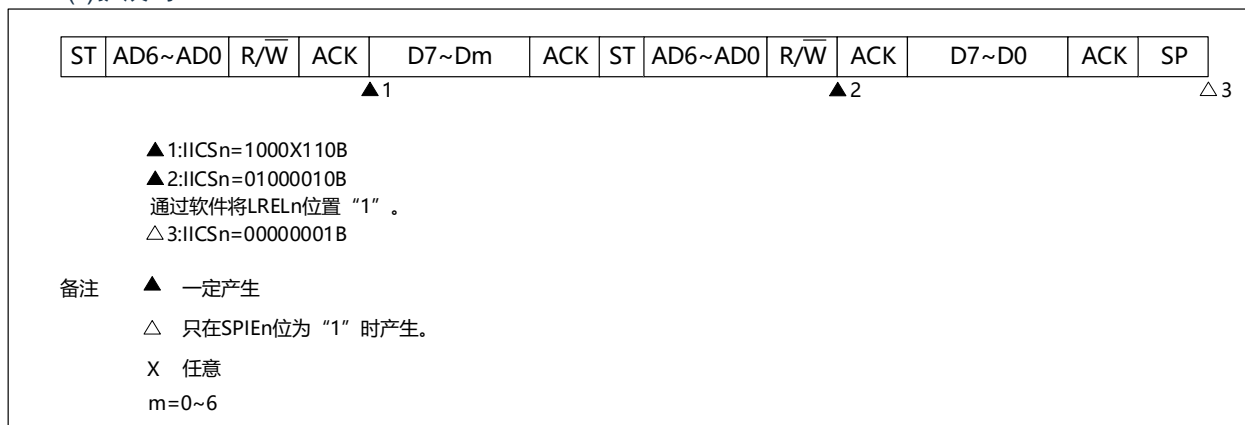 ST AD6~AD0 R/W ACK D7~Dm ACK ST AD6~AD0 R/W ACK D7~D0 ACK SP
▲1 ▲2 △3
▲1:IICSn=1000X110B
▲2:IICSn=01000010B
通过软件将LRELn位置“1”。
△3:IICSn=00000001B
备注 ▲ 一定产生
△ 只在SPIEn位为“1”时产生。
X 任意
m=0~6